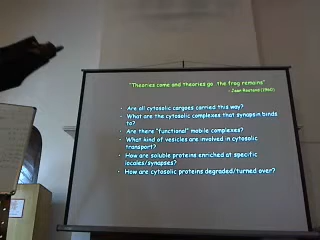 "Theories come and theories go. the frog remains"
- Jean Rostand (1960)
• Are all cytosolic cargoes carried this way?
• What are the cytosolic complexes that synapsin binds
to?
• Are there "functional" mobile complexes?
• What kind of vesicles are involved in cytosolic
transport?
• How are soluble proteins enriched at specific
locales/synapses?
• How are cytosolic proteins degraded/turned over?